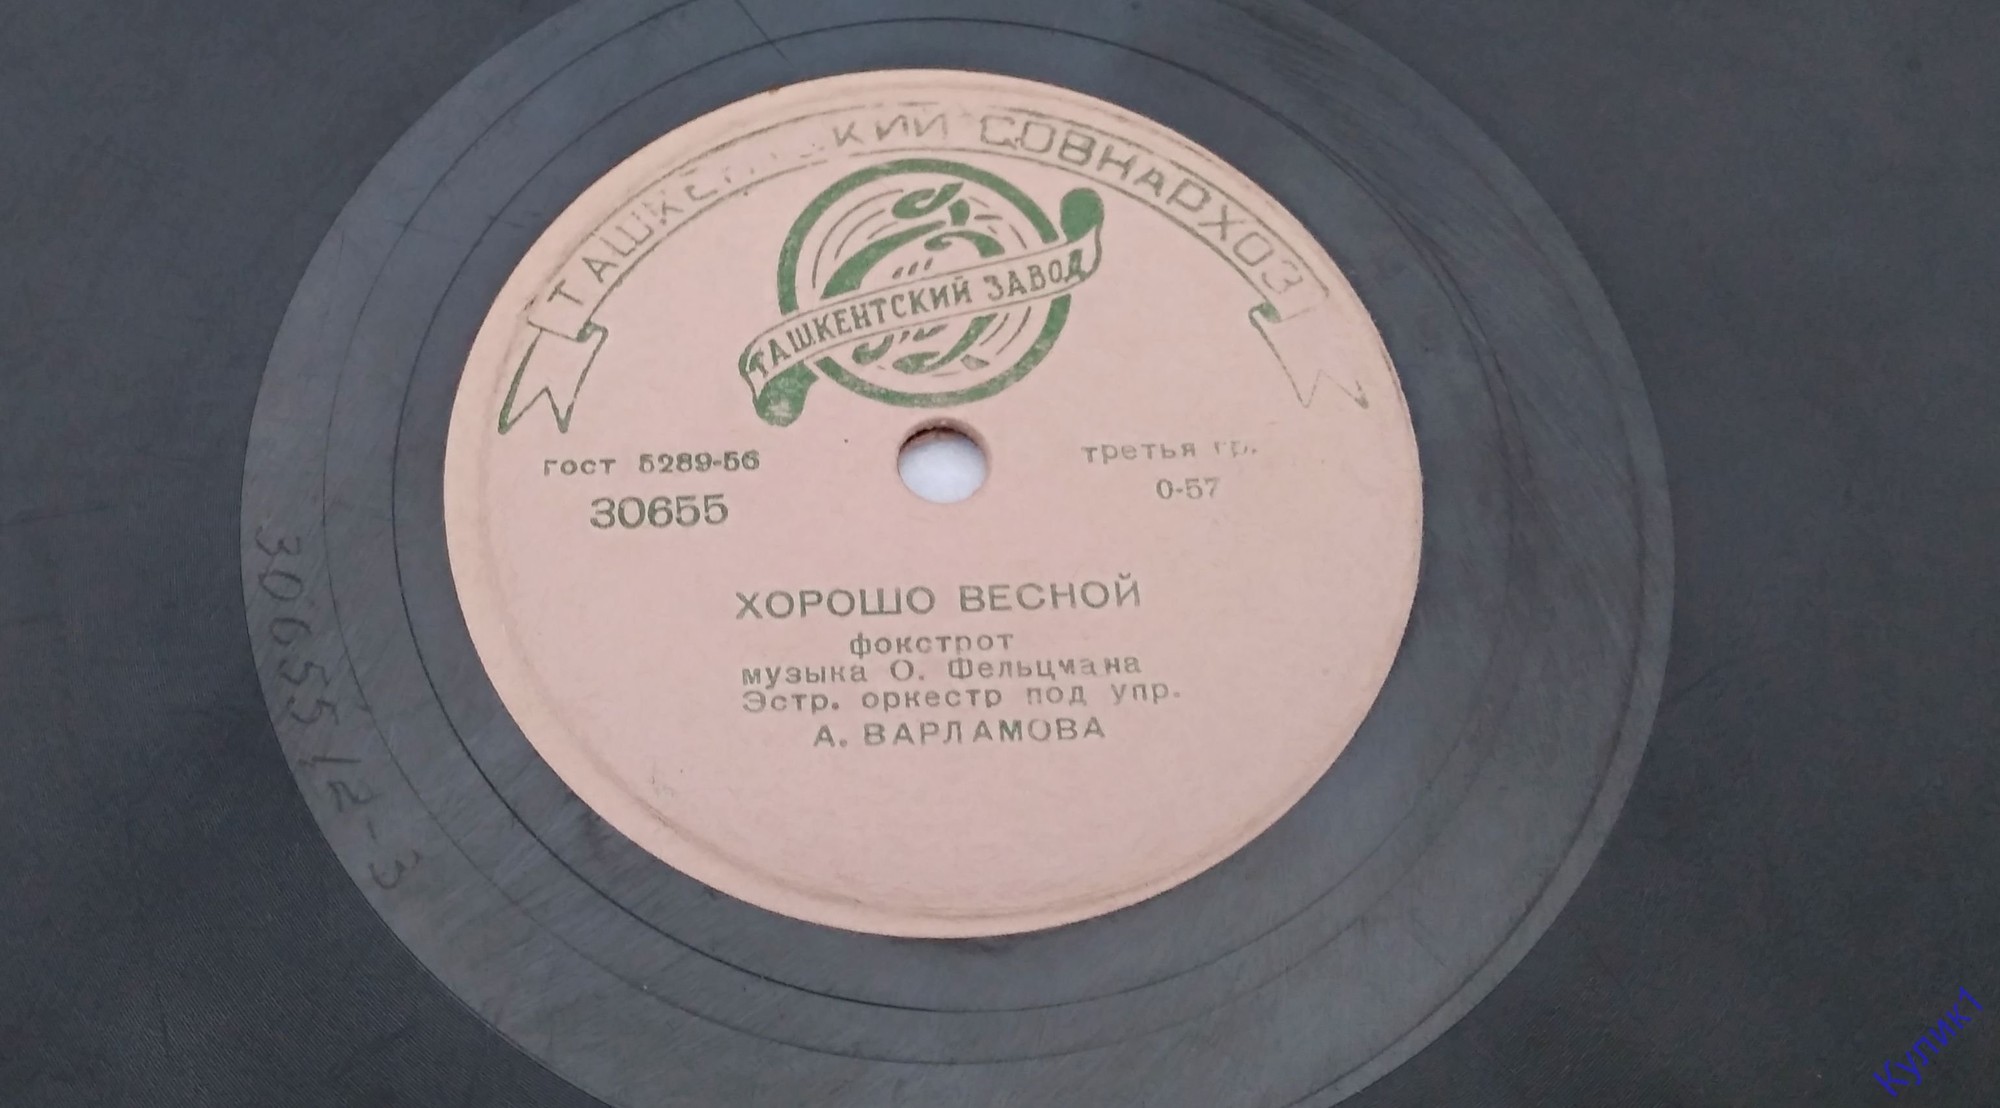 ТАШКЕНТСКИЙ СОВНАРХОЗ
ТАШКЕНТСКИЙ ЗАВОД
гост 5289-56
30655
третья гр.
0-57
ХОРОШО ВЕСНОЙ
фокстрот
музыка О. Фельцмана
Эстр. оркестр под упр.
А. ВАРЛАМОВА
30655/2-3
Купик1